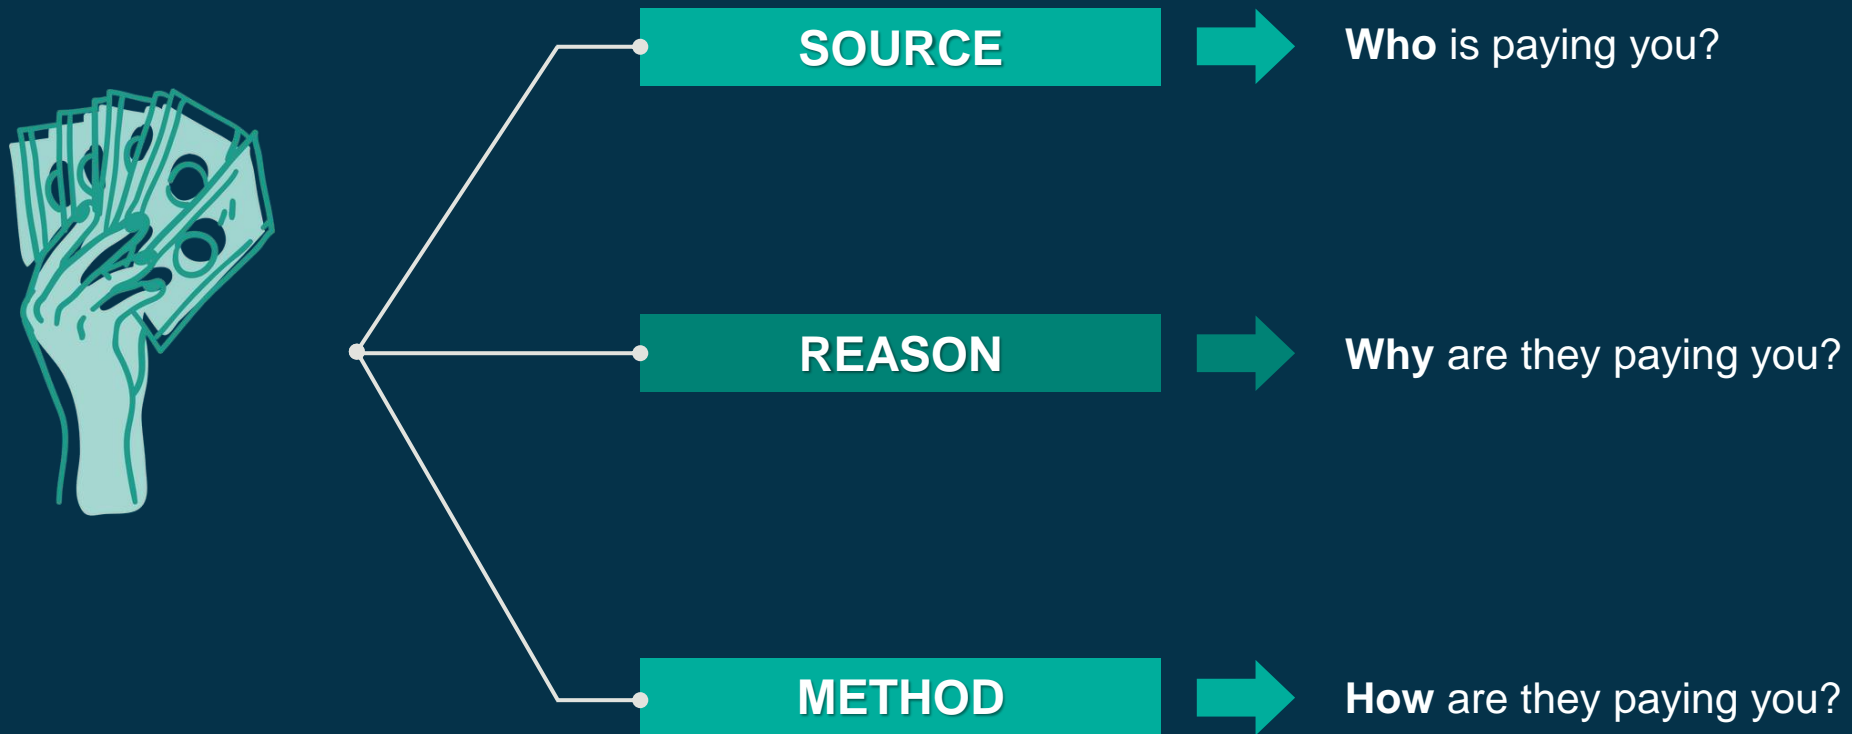 SOURCE
Who is paying you?
REASON
Why are they paying you?
METHOD
How are they paying you?